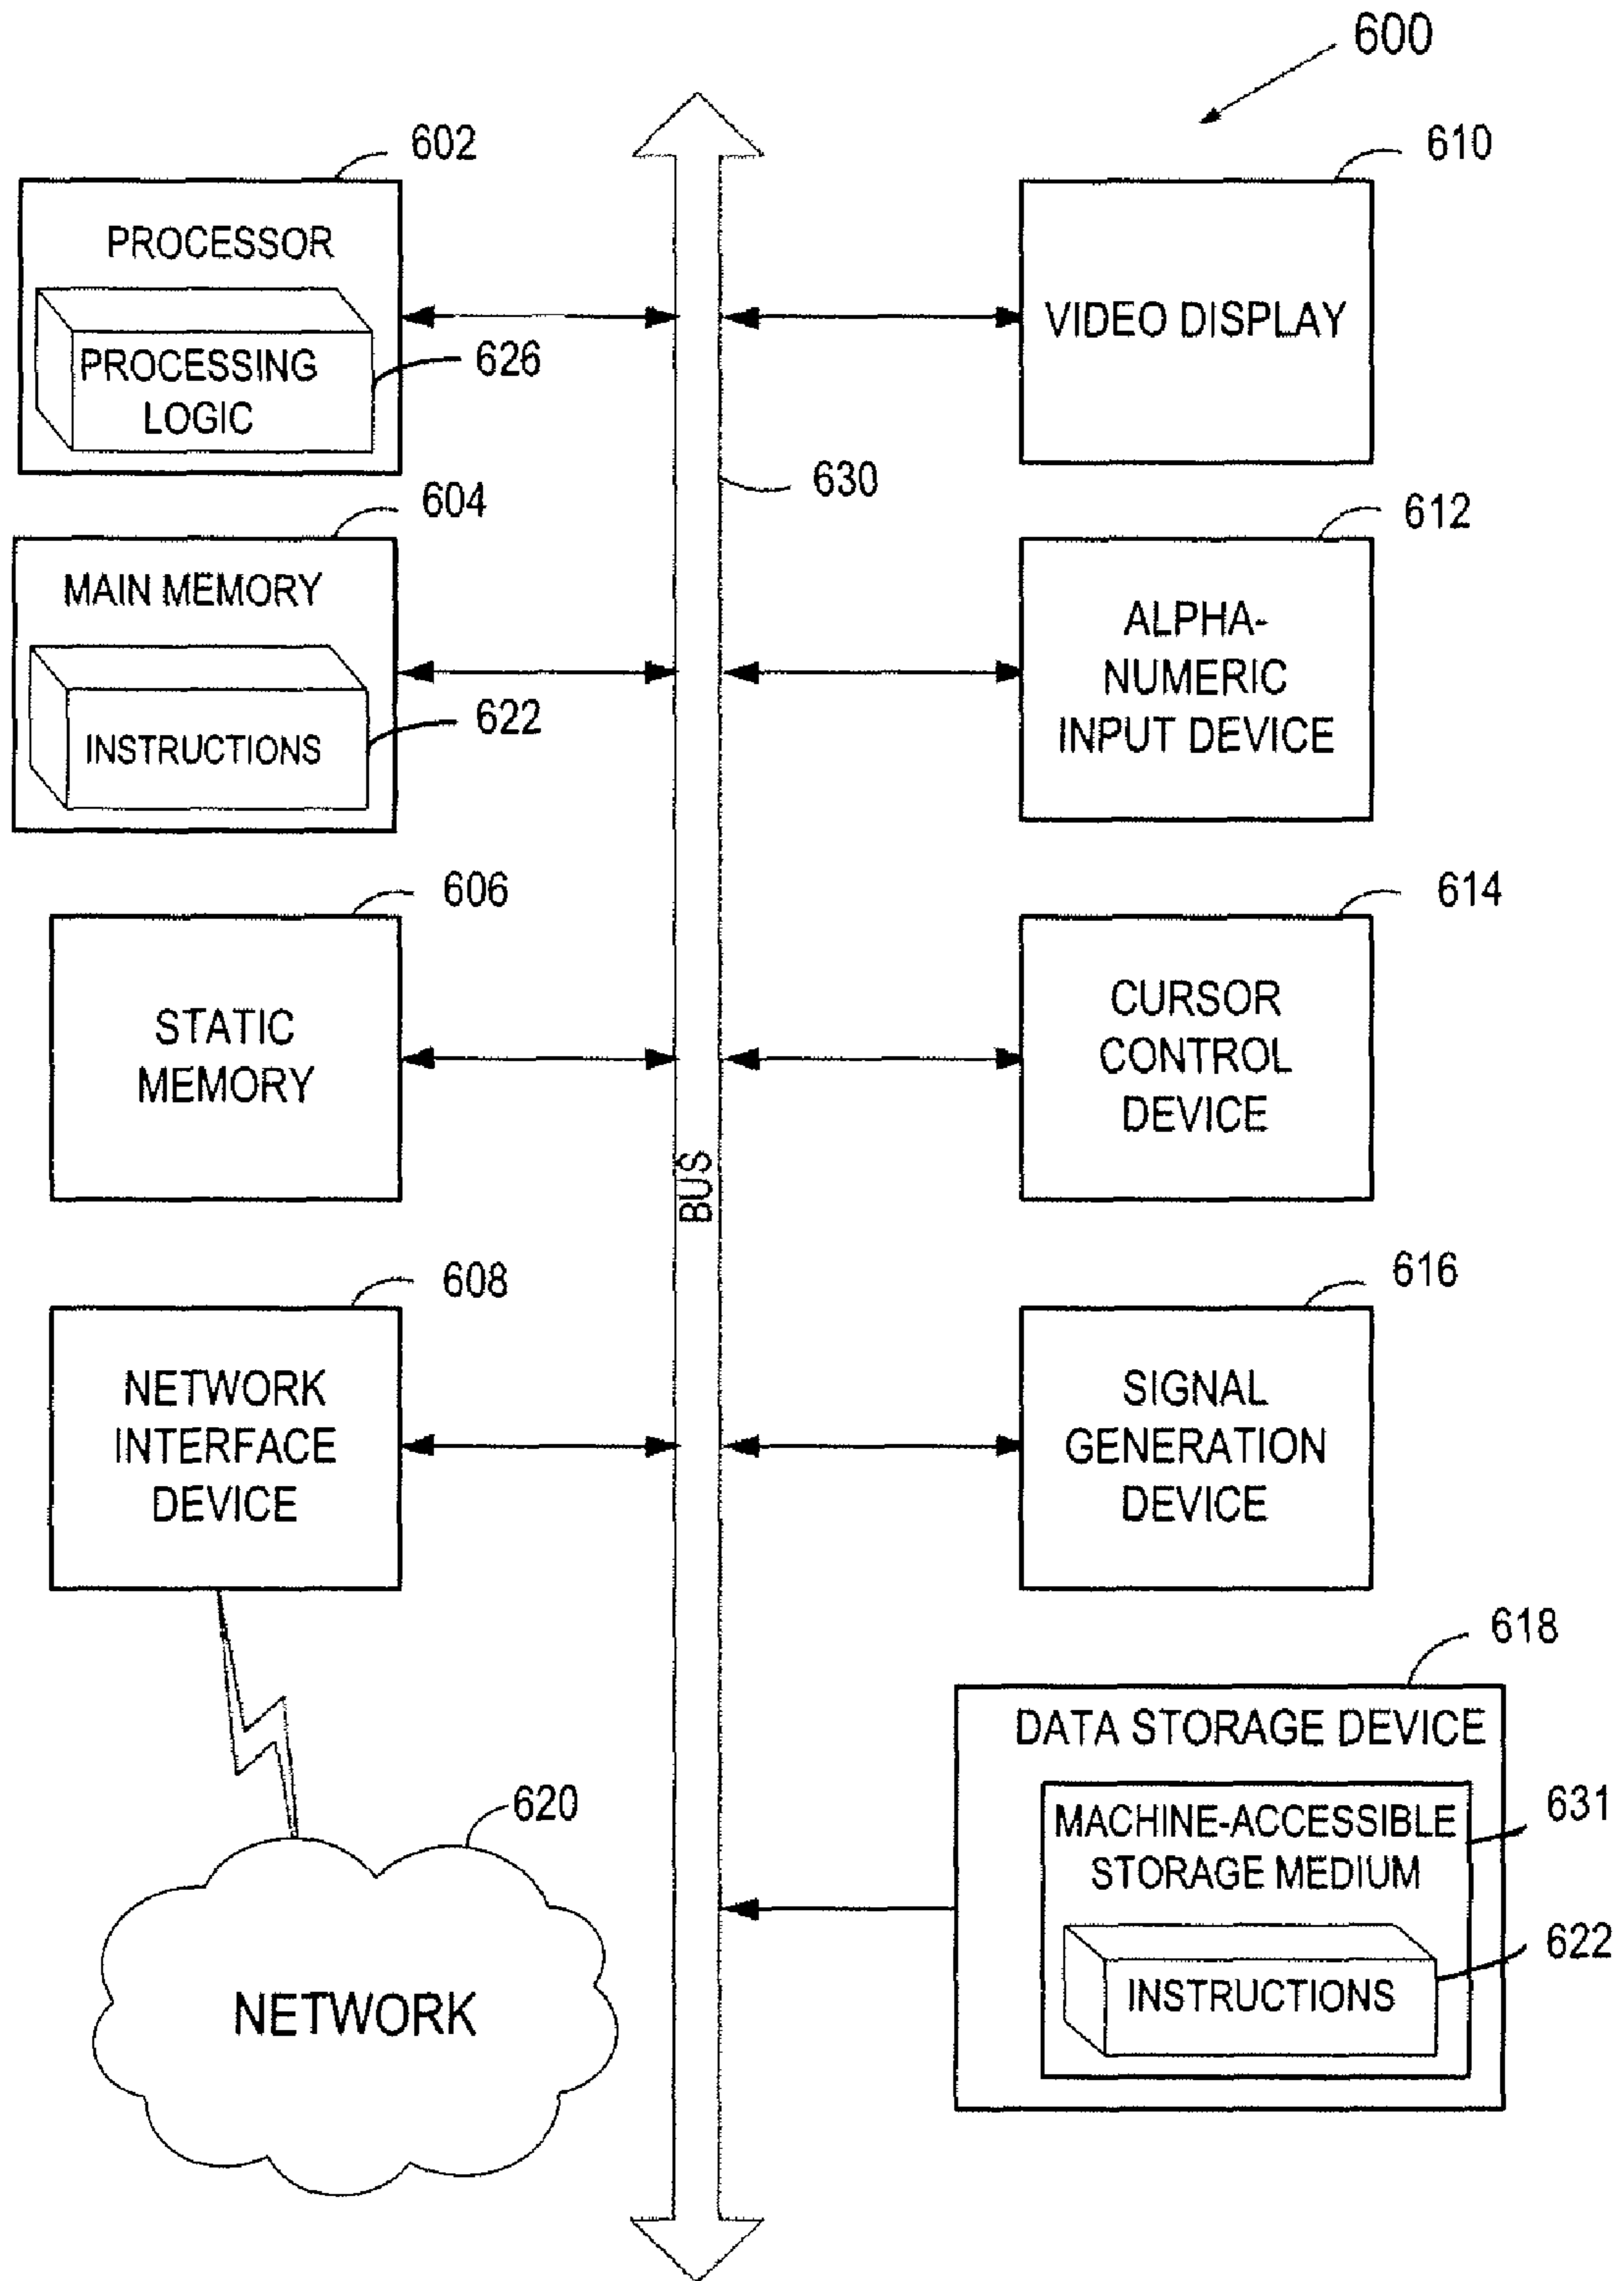 600
602
PROCESSOR
PROCESSING
LOGIC
626
610
VIDEO DISPLAY
630
604
MAIN MEMORY
INSTRUCTIONS
622
612
ALPHA-
NUMERIC
INPUT DEVICE
606
STATIC
MEMORY
614
CURSOR
CONTROL
DEVICE
BUS
608
NETWORK
INTERFACE
DEVICE
616
SIGNAL
GENERATION
DEVICE
618
DATA STORAGE DEVICE
MACHINE-ACCESSIBLE
STORAGE MEDIUM
631
INSTRUCTIONS
622
620
NETWORK